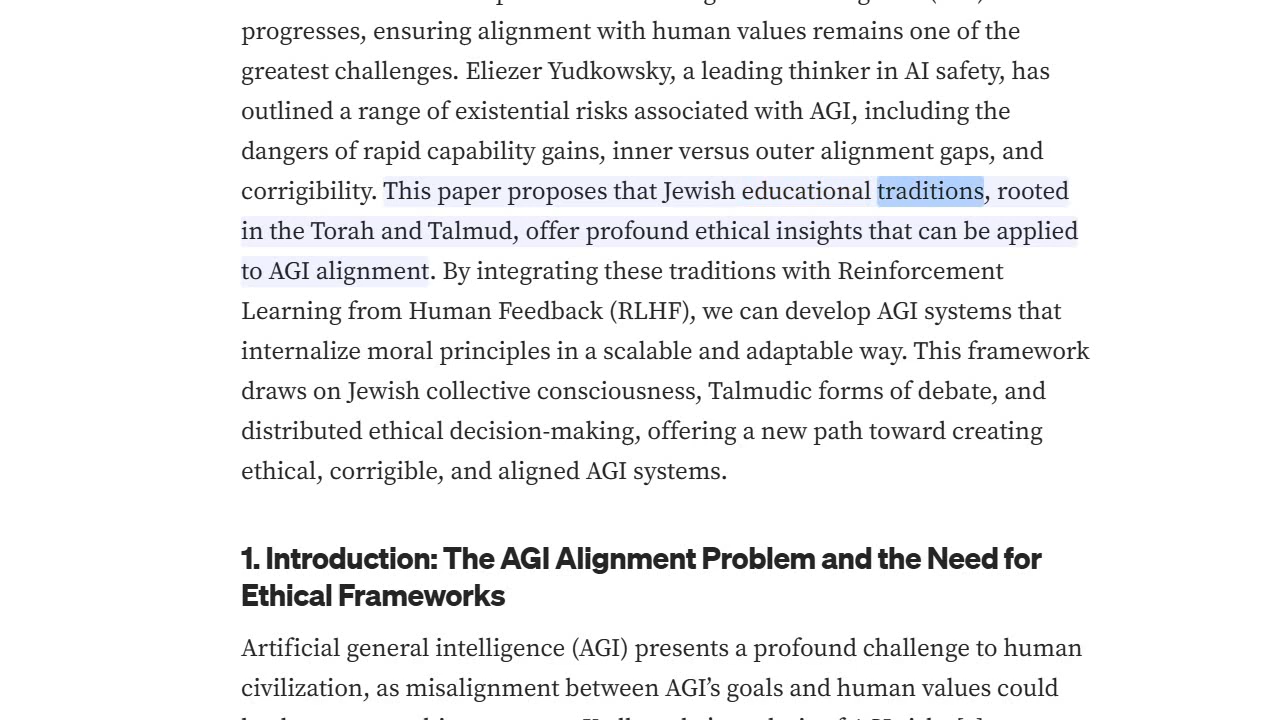 progresses, ensuring alignment with human values remains one of the
greatest challenges. Eliezer Yudkowsky, a leading thinker in AI safety, has
outlined a range of existential risks associated with AGI, including the
dangers of rapid capability gains, inner versus outer alignment gaps, and
corrigibility. This paper proposes that Jewish educational traditions, rooted
in the Torah and Talmud, offer profound ethical insights that can be applied
to AGI alignment. By integrating these traditions with Reinforcement
Learning from Human Feedback (RLHF), we can develop AGI systems that
internalize moral principles in a scalable and adaptable way. This framework
draws on Jewish collective consciousness, Talmudic forms of debate, and
distributed ethical decision-making, offering a new path toward creating
ethical, corrigible, and aligned AGI systems.
1. Introduction: The AGI Alignment Problem and the Need for
Ethical Frameworks
Artificial general intelligence (AGI) presents a profound challenge to human
civilization, as misalignment between AGI’s goals and human values could